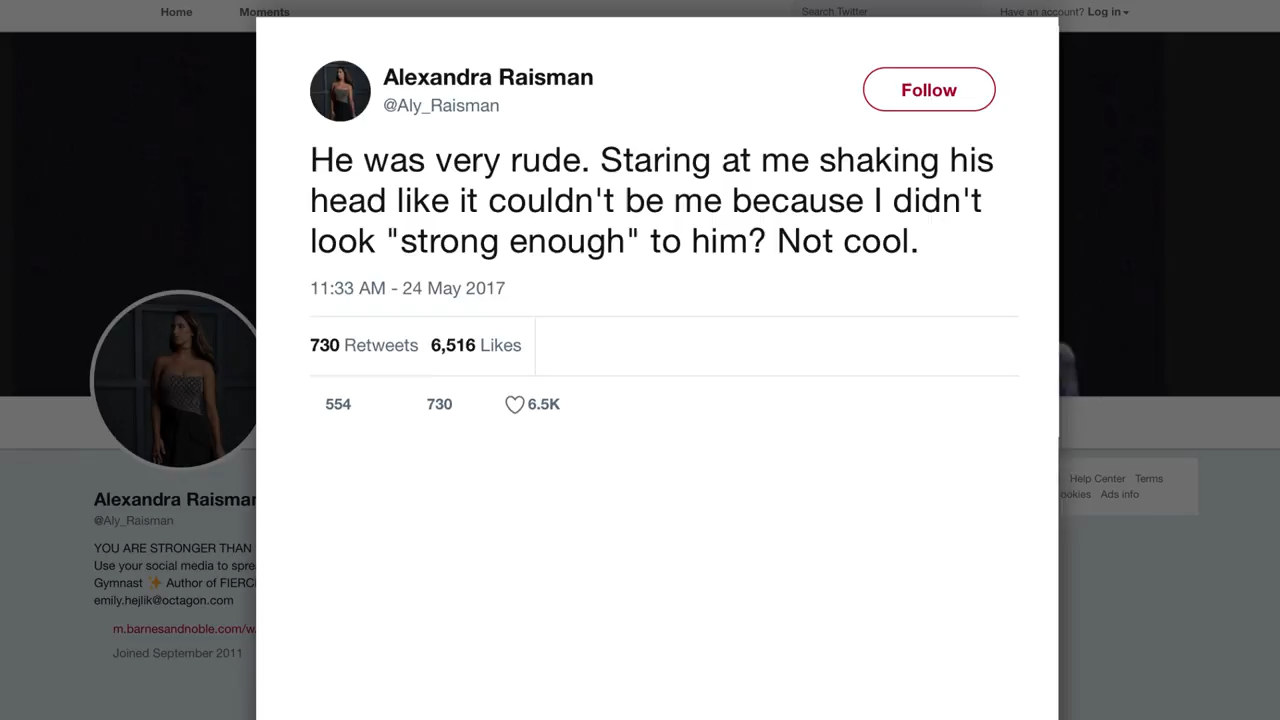 Home Moments Search Twitter Have an account? Log in
Alexandra Raisman
@Aly_Raisman
Follow
He was very rude. Staring at me shaking his
head like it couldn't be me because I didn't
look "strong enough" to him? Not cool.
11:33 AM - 24 May 2017
730 Retweets 6,516 Likes
554 730 6.5K
Alexandra Raisman
@Aly_Raisman
YOU ARE STRONGER THAN
Use your social media to spre
Gymnast ✨ Author of FIERC
emily.hejlik@octagon.com
m.barnesandnoble.com/w
Joined September 2011
Help Center Terms
ookies Ads info